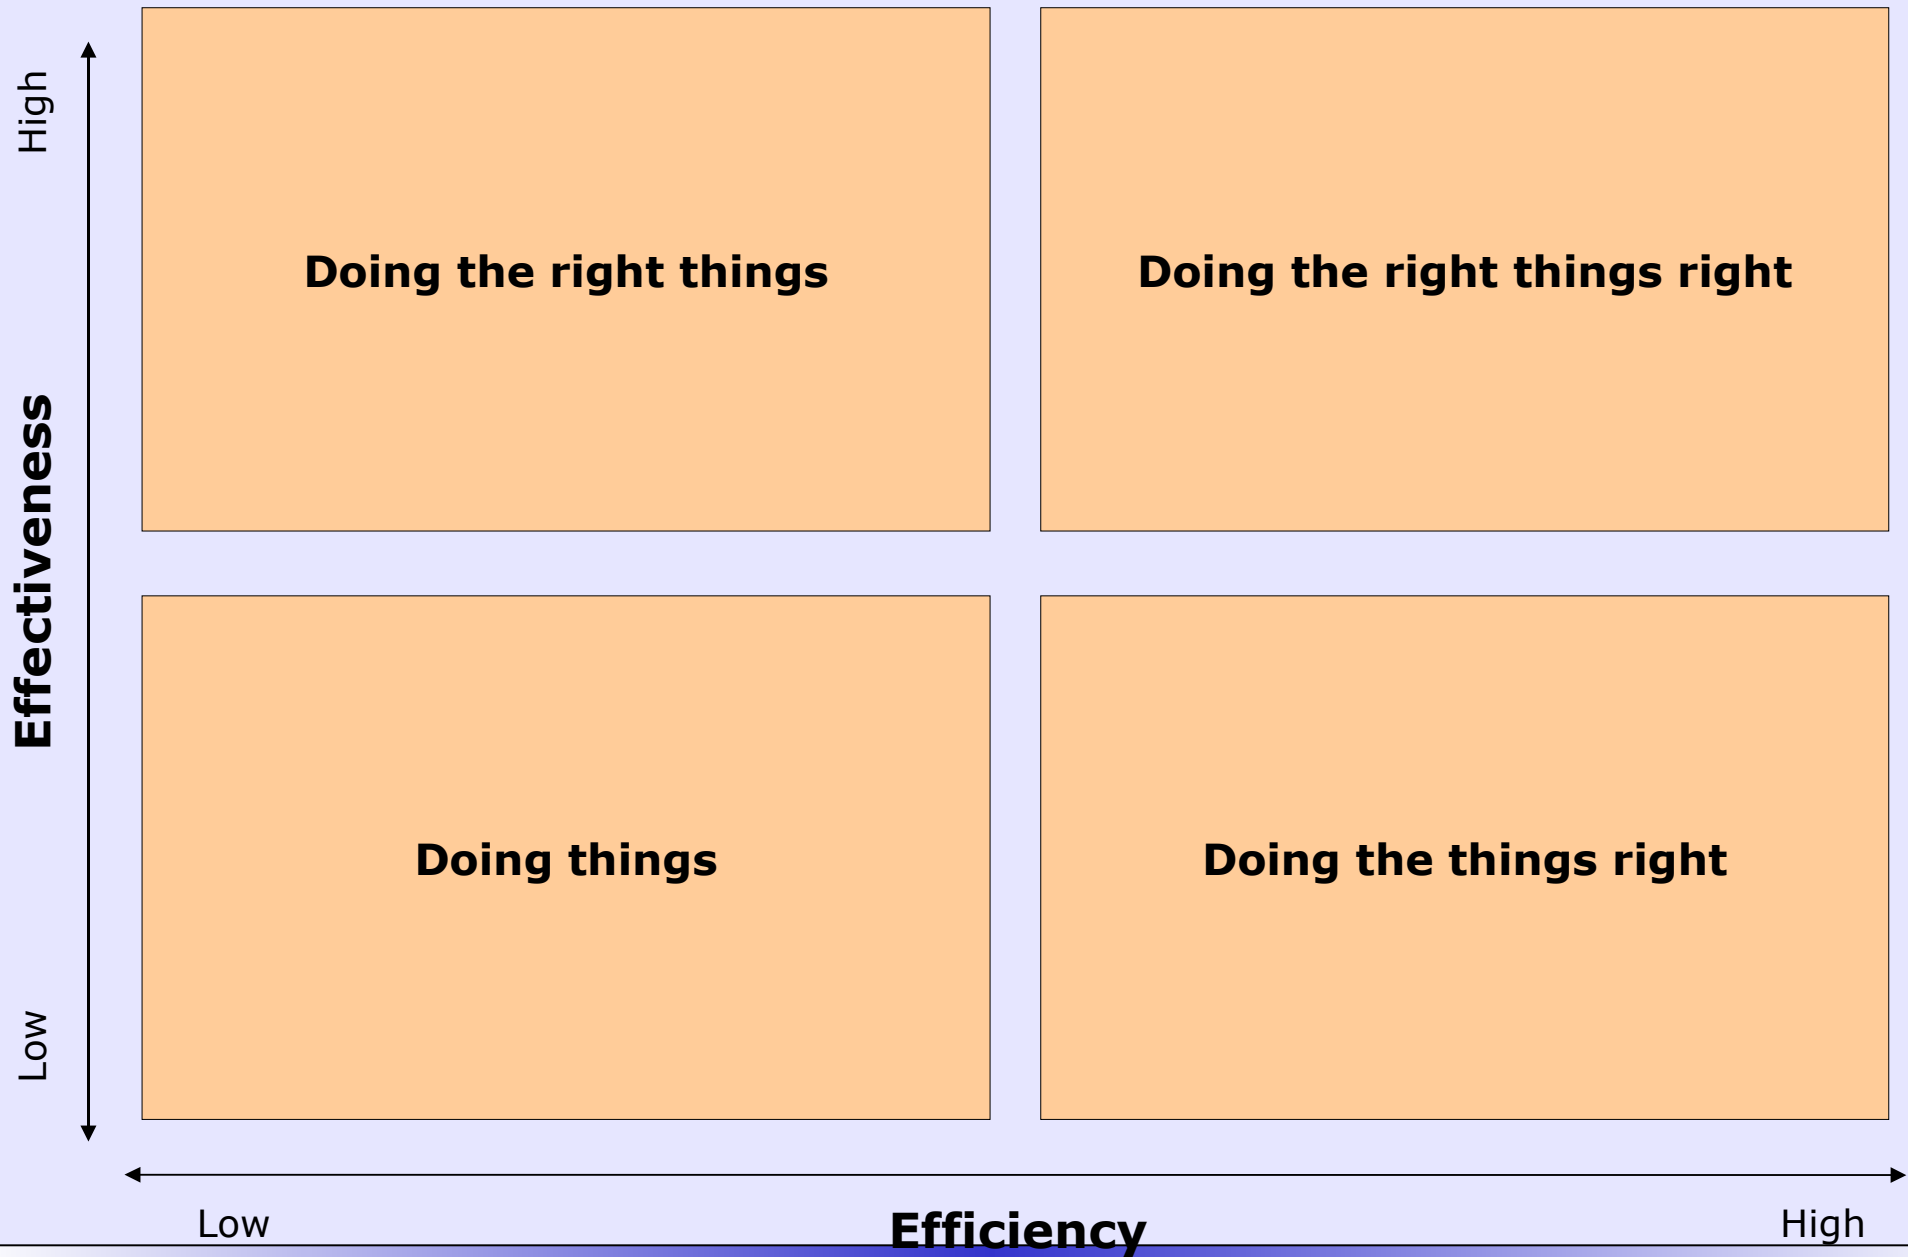 High
Doing the right things
Doing the right things right
Effectiveness
Doing things
Doing the things right
Low
Low
Efficiency
High